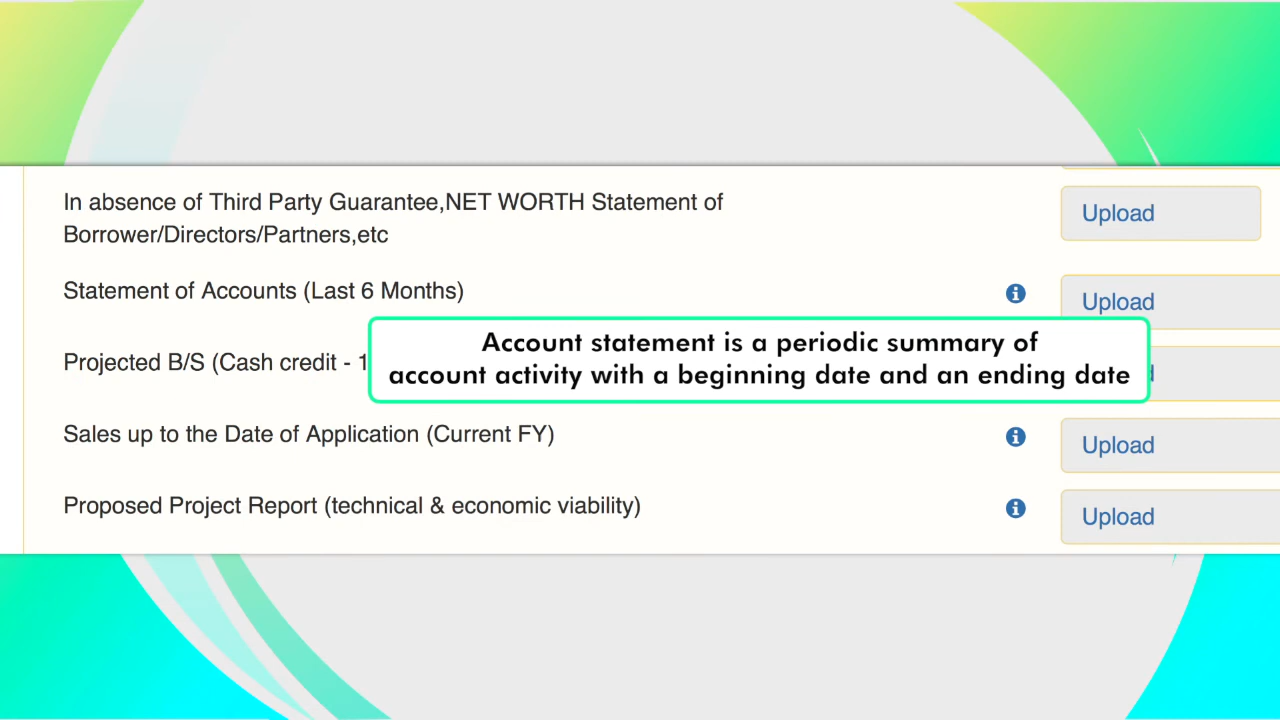 In absence of Third Party Guarantee,NET WORTH Statement of
Borrower/Directors/Partners,etc
Upload
Statement of Accounts (Last 6 Months)
Upload
Account statement is a periodic summary of
account activity with a beginning date and an ending date
Projected B/S (Cash credit - 1
Sales up to the Date of Application (Current FY)
Upload
Proposed Project Report (technical & economic viability)
Upload